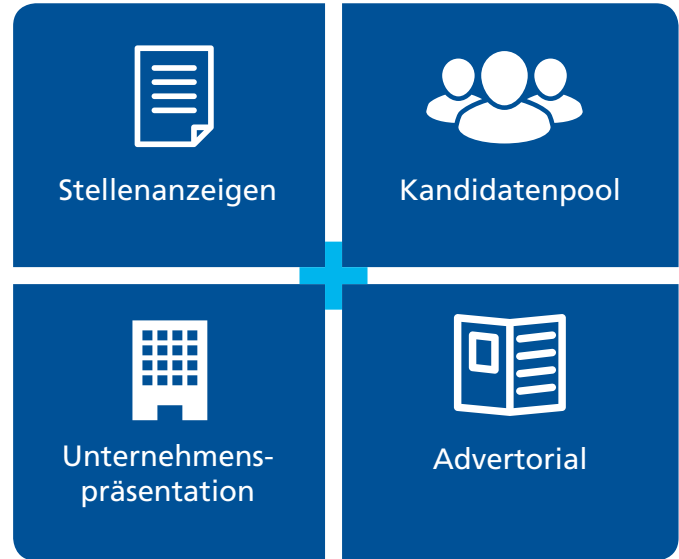 Stellenanzeigen
Kandidatenpool
Unternehmens-
präsentation
Advertorial